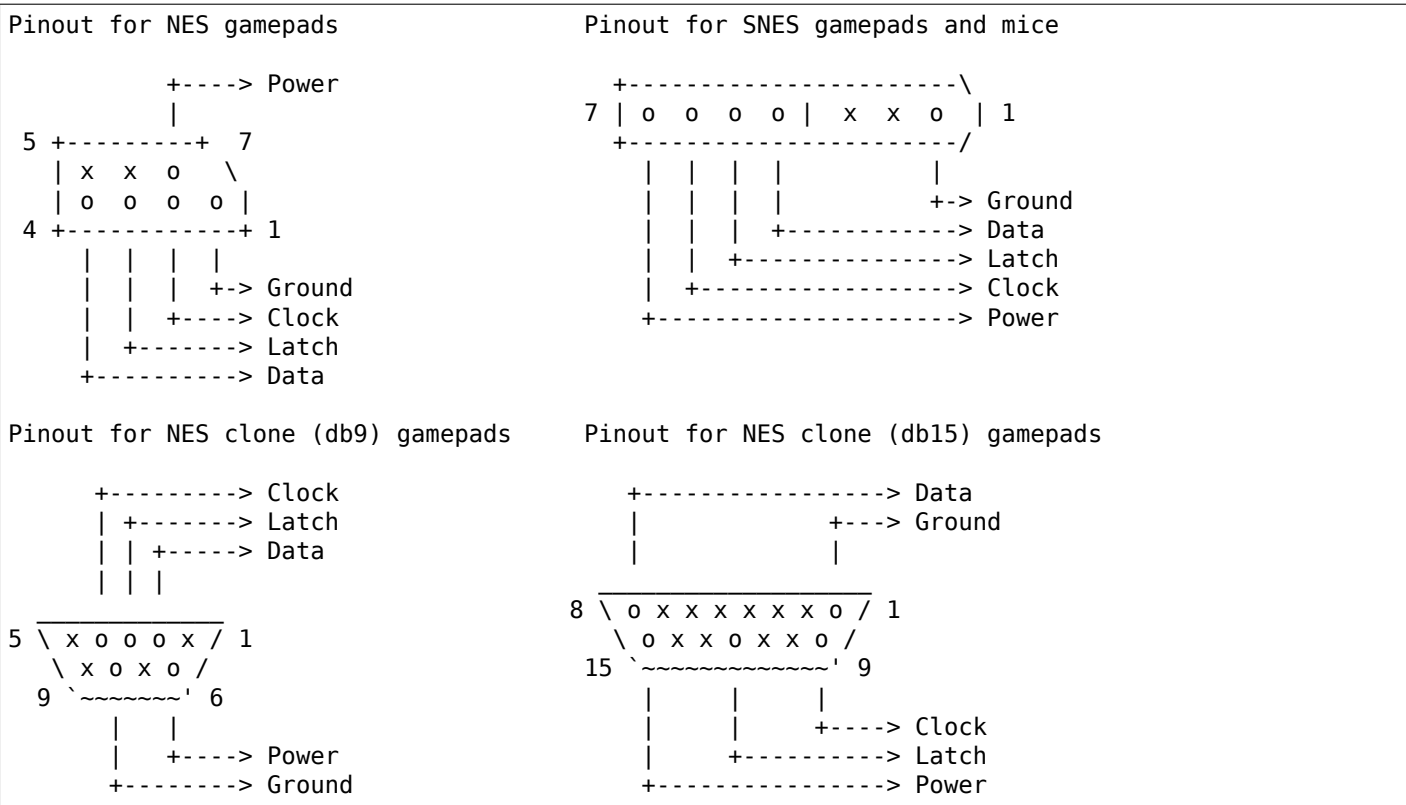 Pinout for NES gamepads                 Pinout for SNES gamepads and mice

           +----> Power                   +-----------------------\
           |                            7 | o  o  o  o |  x  x  o  | 1
 5 +---------+  7                         +-----------------------/
   | x  x  o   \                            |  |  |  |          |
   | o  o  o  o |                           |  |  |  |          +-> Ground
 4 +------------+ 1                         |  |  |  +------------> Data
     |  |  |  |                             |  |  +---------------> Latch
     |  |  |  +-> Ground                    |  +------------------> Clock
     |  |  +----> Clock                     +---------------------> Power
     |  +-------> Latch
     +----------> Data

Pinout for NES clone (db9) gamepads     Pinout for NES clone (db15) gamepads

      +---------> Clock                    +-----------------> Data
      | +-------> Latch                    |             +---> Ground
      | | +-----> Data                     |             |
      | | |
  _____________                          ___________________
5 \ x o o o x / 1                      8 \ o x x x x x x o / 1
   \ x o x o /                            \ o x x o x x o /
  9 `~~~~~~~' 6                         15 `~~~~~~~~~~~~~' 9
       |   |                                |     |     |
       |   +----> Power                     |     |     +----> Clock
       +--------> Ground                    |     +----------> Latch
                                            +----------------> Power